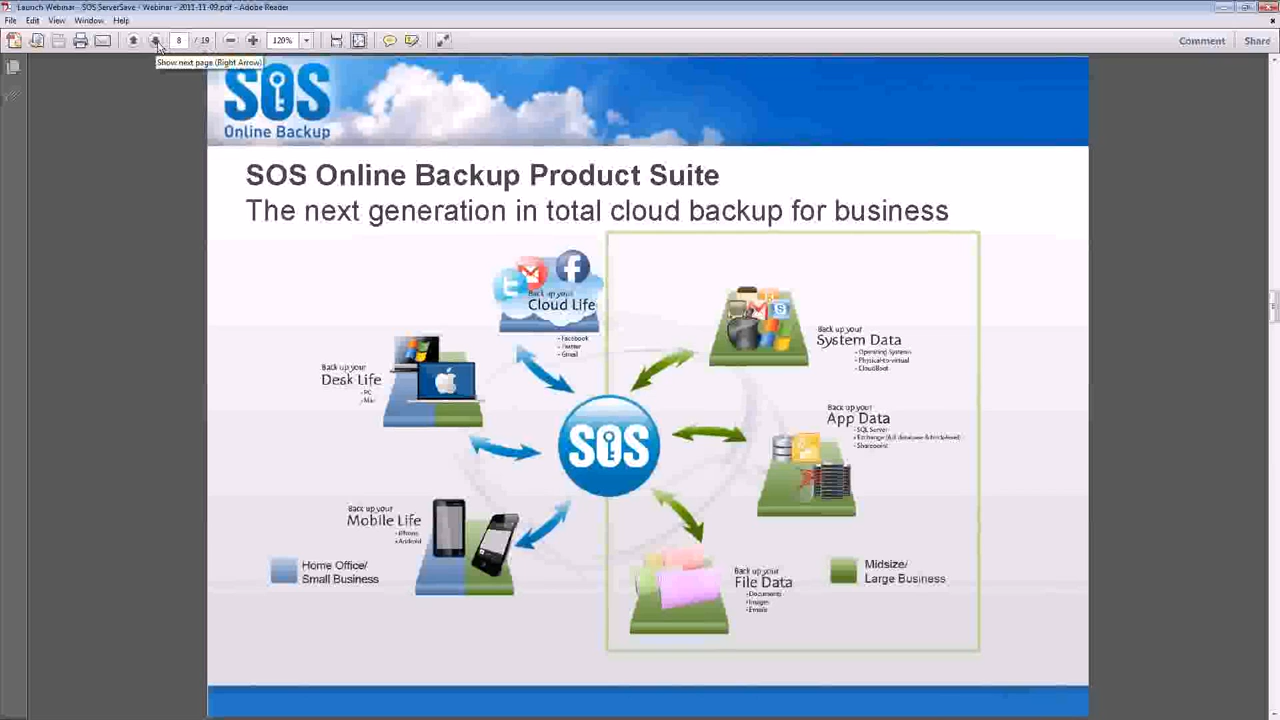 Launch Webinar - SOS ServerSave - Webinar - 2011-11-09.pdf - Adobe Reader
File Edit View Window Help
8 / 19 120% Comment Share
Show next page (Right Arrow)
SOS
Online Backup
SOS Online Backup Product Suite
The next generation in total cloud backup for business
Back up your
Cloud Life
• Facebook
• Twitter
• Gmail
Back up your
System Data
• Operating Systems
• Physical-to-virtual
• CloudBoot
Back up your
Desk Life
• PC
• Mac
Back up your
App Data
• SQL Server
• Exchange (full database &
• Sharepoint
SOS
Back up your
Mobile Life
• iPhone
• Android
Back up your
File Data
• Documents
• Images
• Emails
Home Office/
Small Business
Midsize/
Large Business